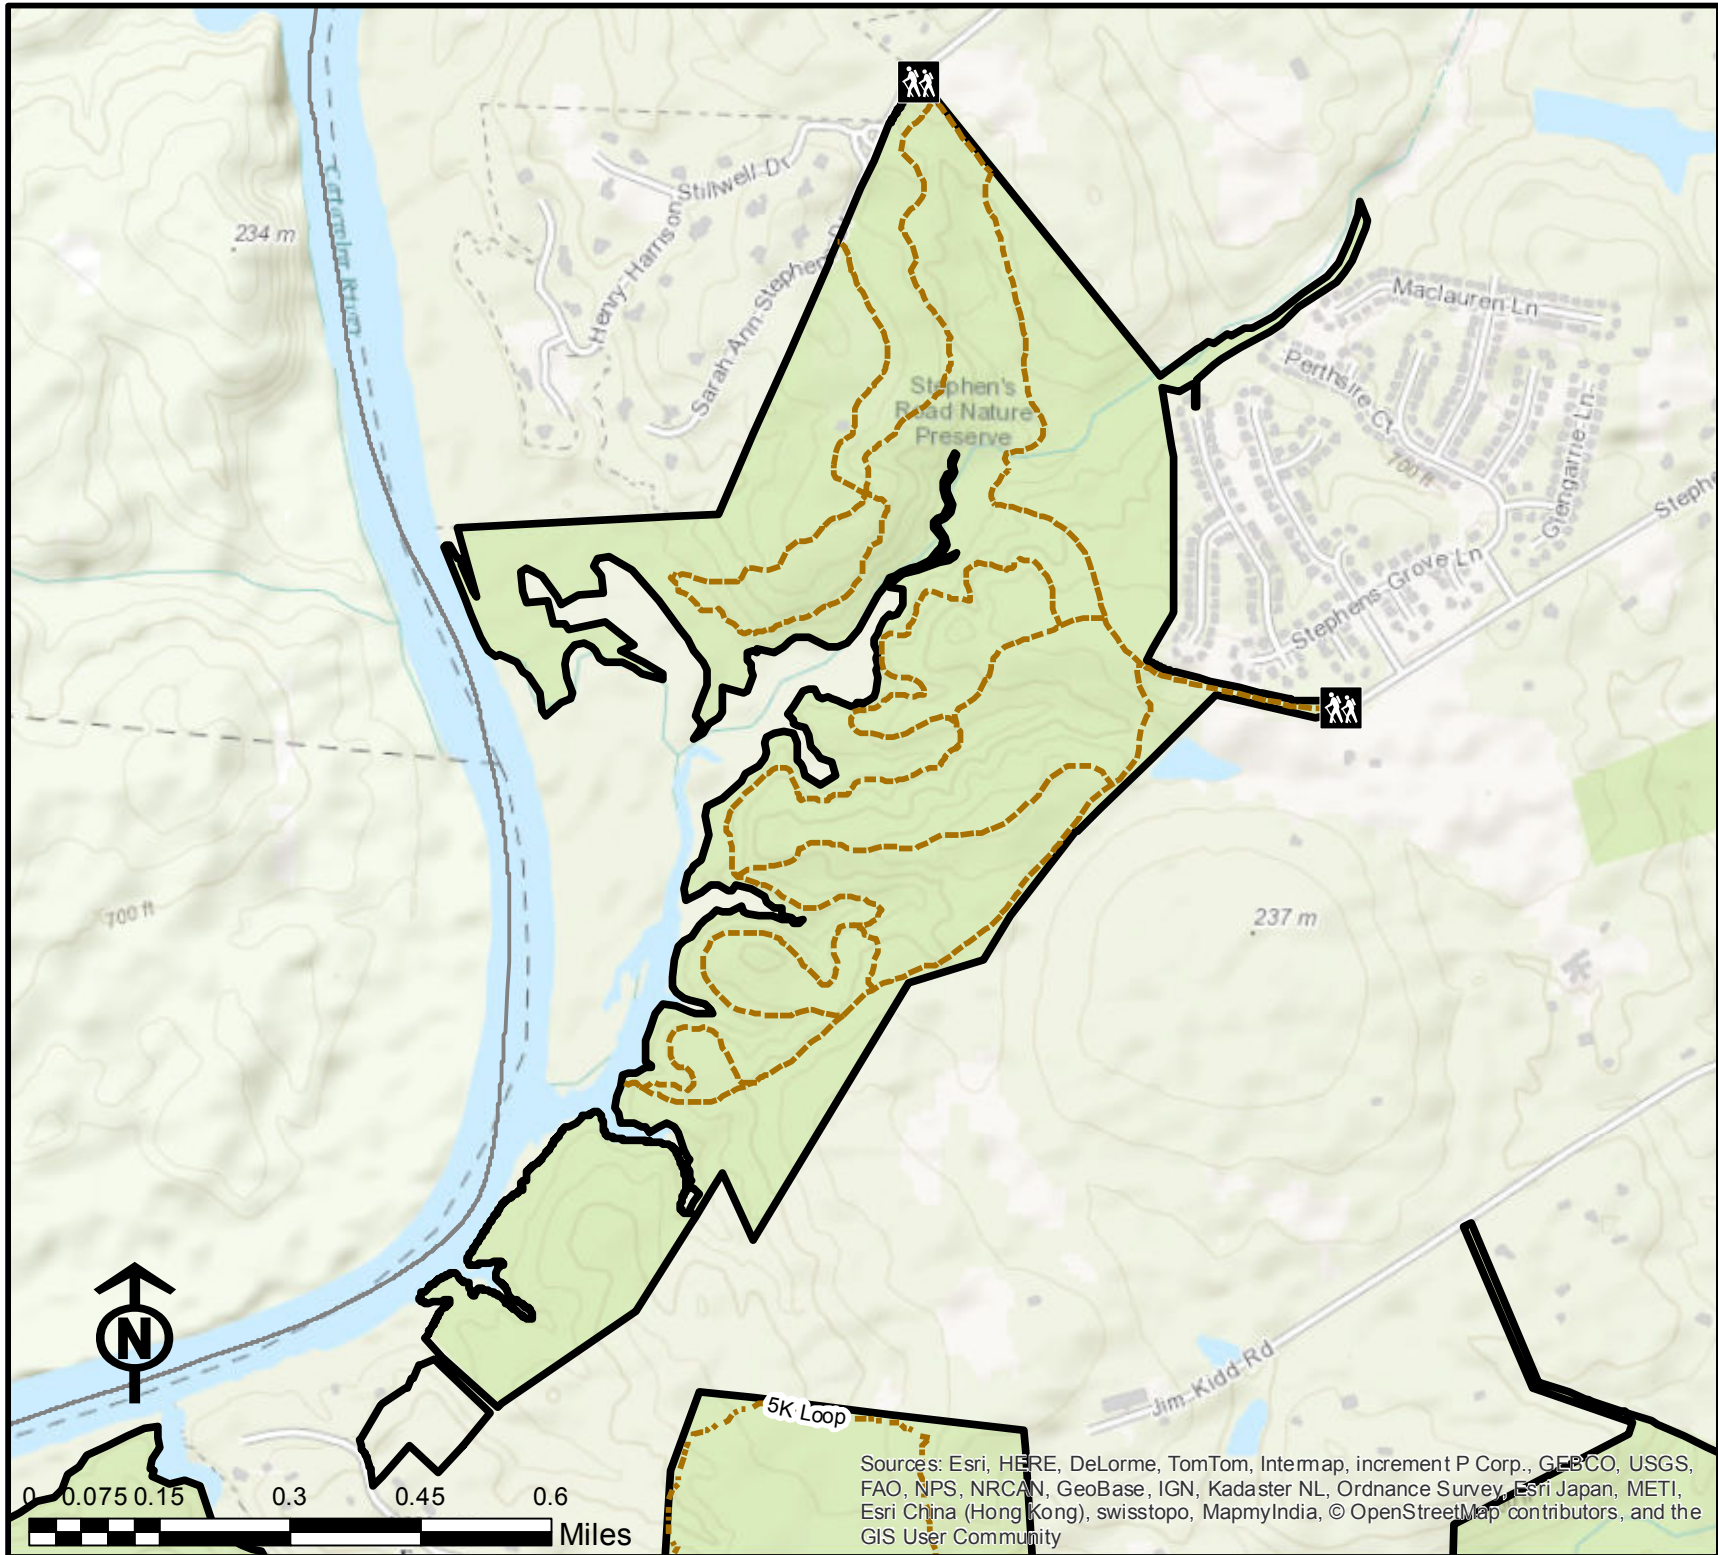 Catawba River
234 m
Stillwell Dr
Henry Harrison
Sarah Ann Stephens D
Maclauren Ln
Perthsire Ct
700 ft
Glengarrie Ln
Stephe
Stephen's
Road Nature
Preserve
Stephens Grove Ln
700 ft
237 m
N
Jim Kidd Rd
5K Loop
0 0.075 0.15 0.3 0.45 0.6
Miles
Sources: Esri, HERE, DeLorme, TomTom, Intermap, increment P Corp., GEBCO, USGS,
FAO, NPS, NRCAN, GeoBase, IGN, Kadaster NL, Ordnance Survey, Esri Japan, METI,
Esri China (Hong Kong), swisstopo, MapmyIndia, © OpenStreetMap contributors, and the
GIS User Community